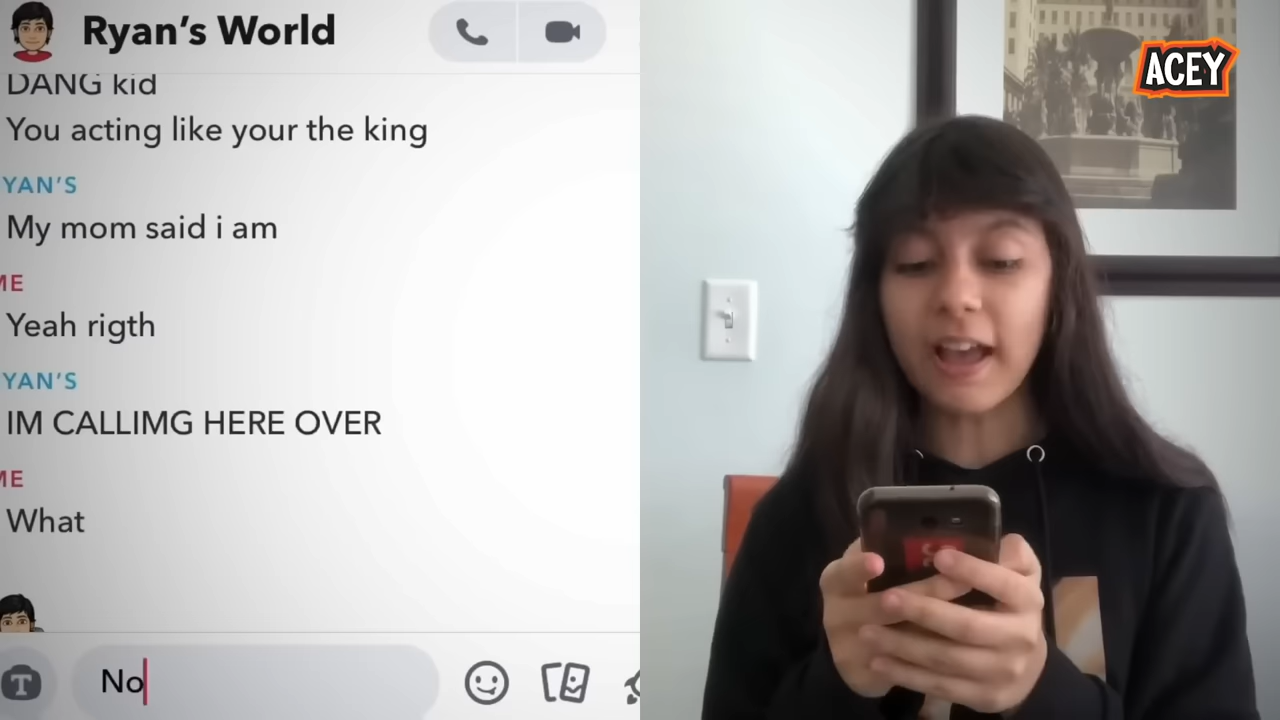 Ryan's World
DANG kid
You acting like your the king
YAN'S
My mom said i am
ME
Yeah rigth
YAN'S
IM CALLIMG HERE OVER
ME
What
T
No
ACEY